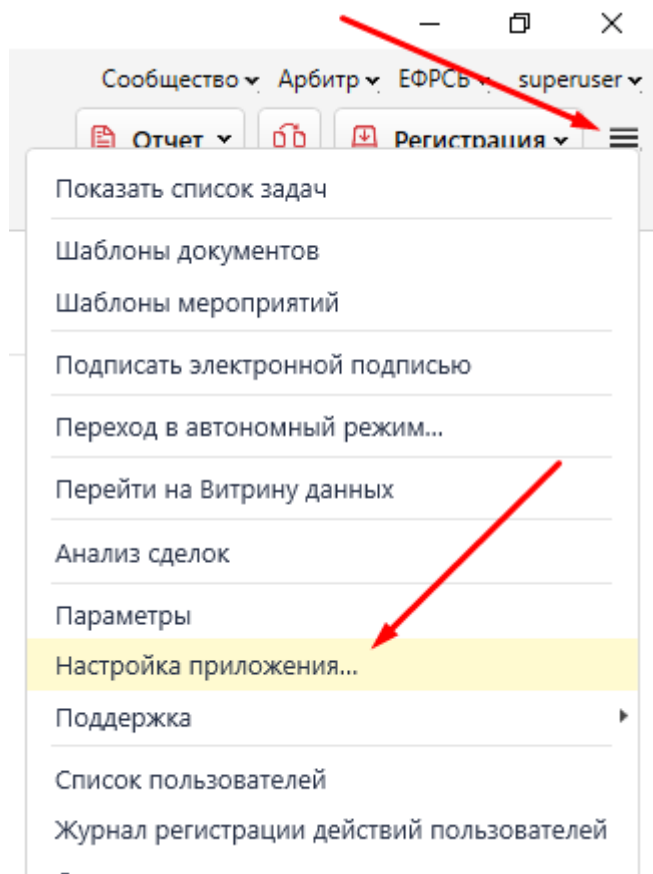 Сообщество Арбитр ЕФРСБ superuser
Отчет Регистрация
Показать список задач
Шаблоны документов
Шаблоны мероприятий
Подписать электронной подписью
Переход в автономный режим...
Перейти на Витрину данных
Анализ сделок
Параметры
Настройка приложения...
Поддержка
Список пользователей
Журнал регистрации действий пользователей